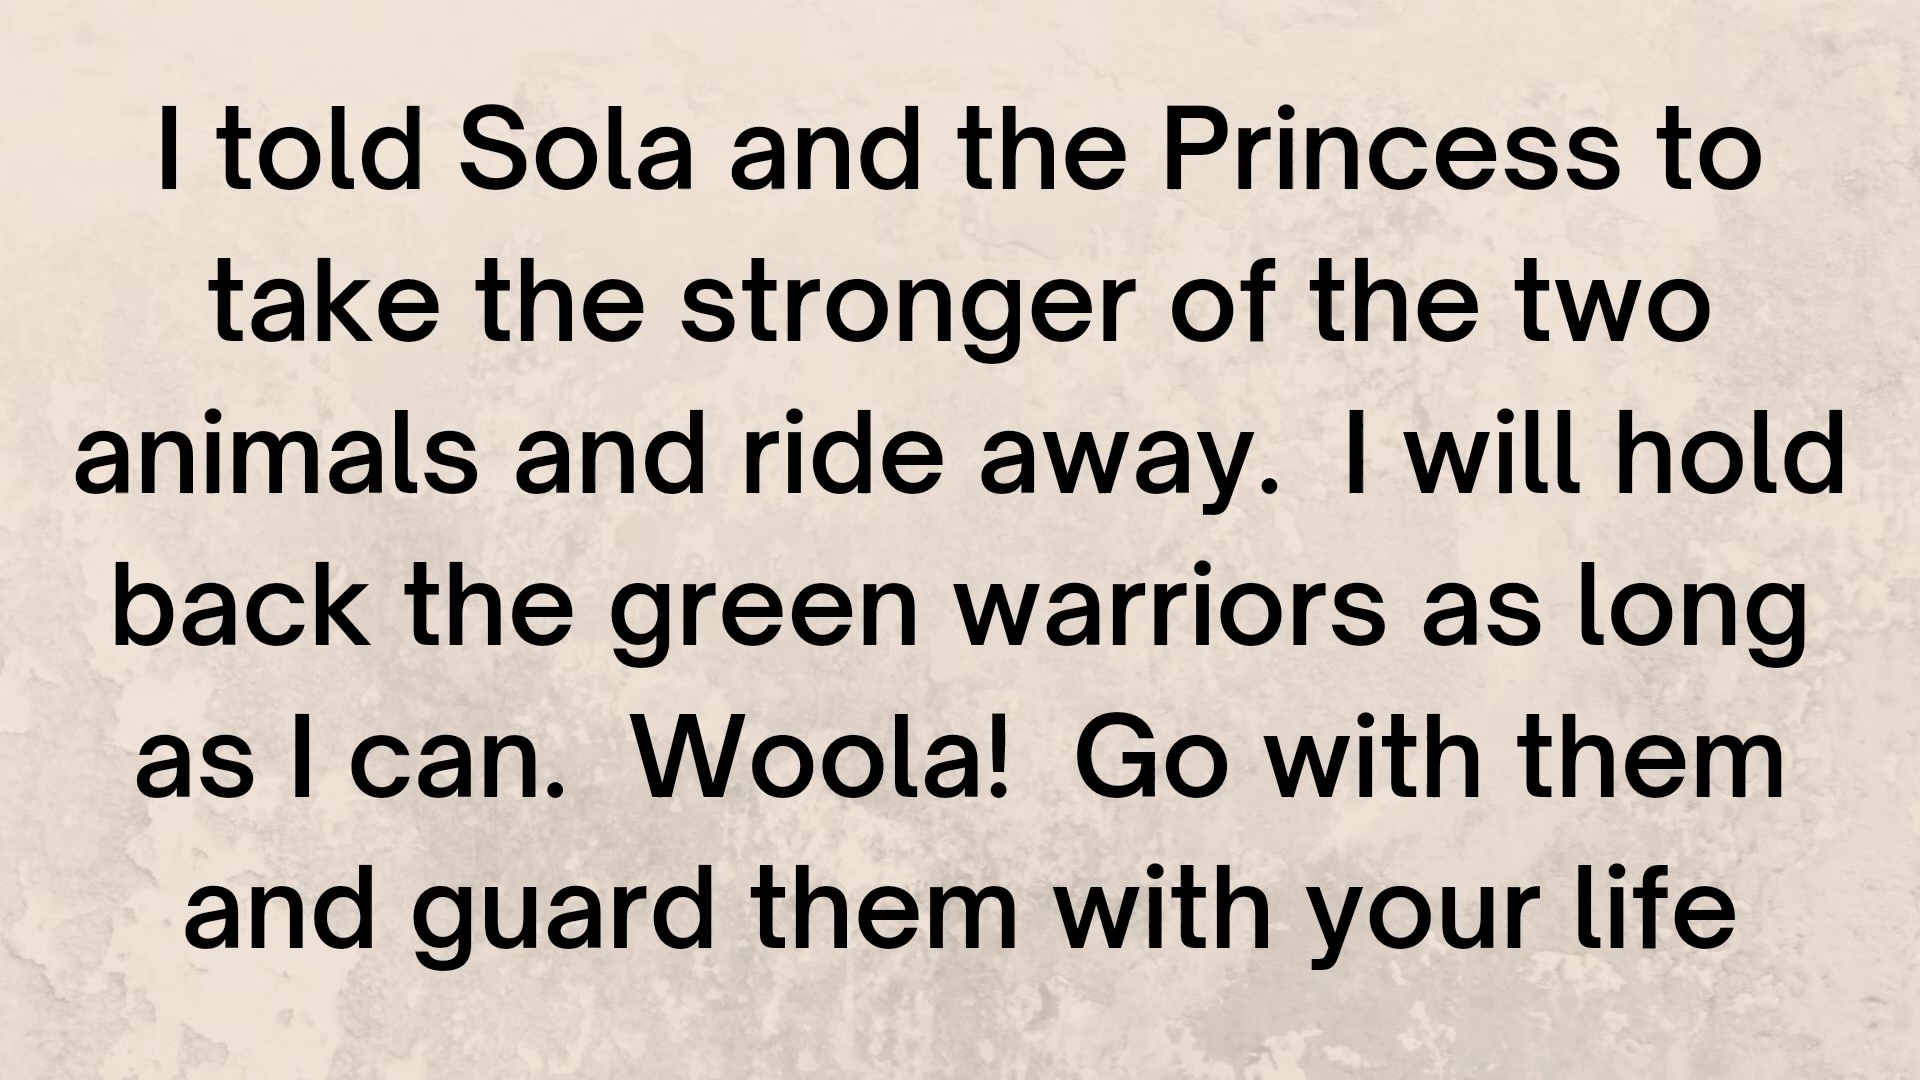 I told Sola and the Princess to
take the stronger of the two
animals and ride away.  I will hold
back the green warriors as long
as I can.  Woola!  Go with them
and guard them with your life